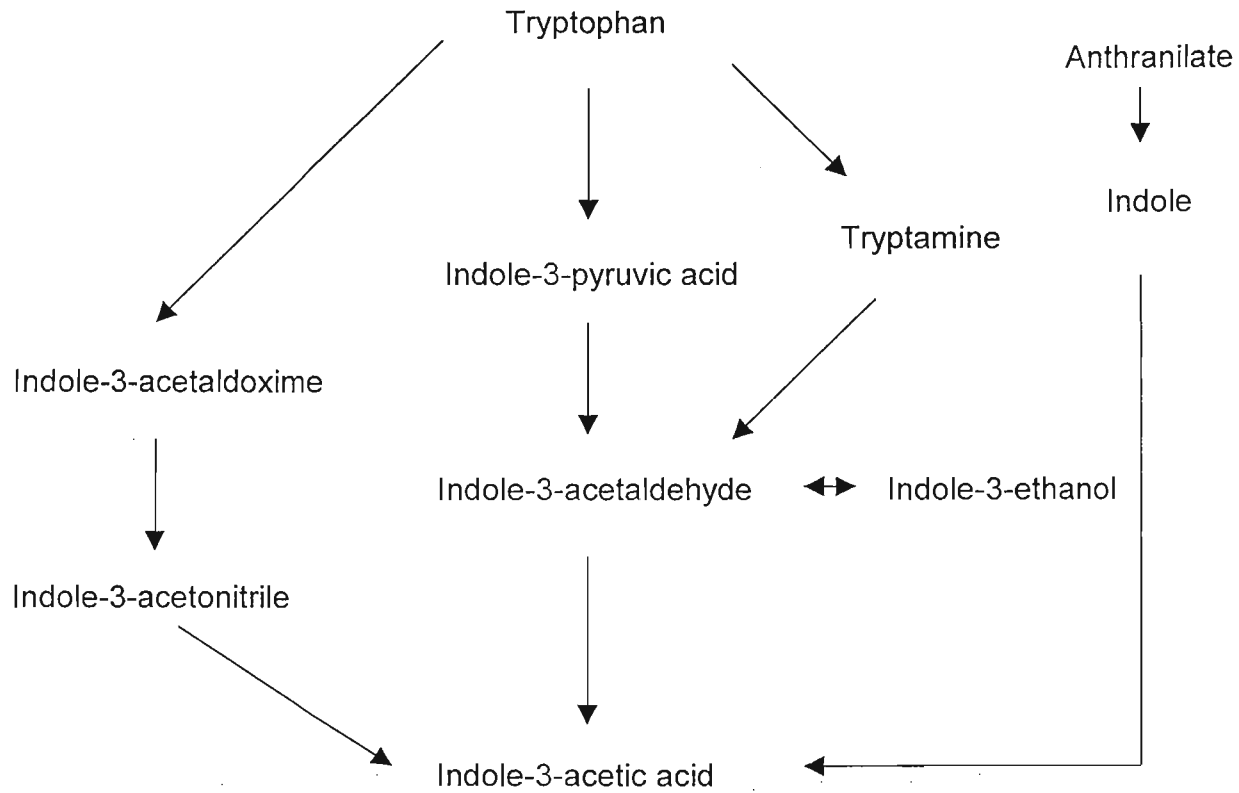 Tryptophan
Anthranilate
Indole
Tryptamine
Indole-3-pyruvic acid
Indole-3-acetaldoxime
Indole-3-acetaldehyde
Indole-3-ethanol
Indole-3-acetonitrile
Indole-3-acetic acid